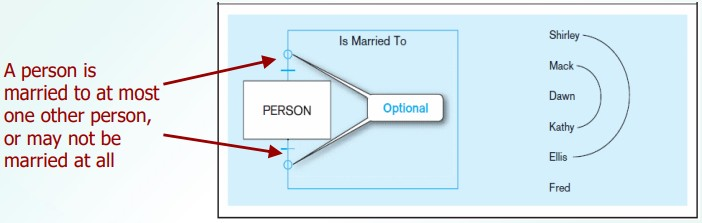 A person is
married to at most
one other person,
or may not be
married at all
Is Married To
PERSON
Optional
Shirley
Mack
Dawn
Kathy
Ellis
Fred